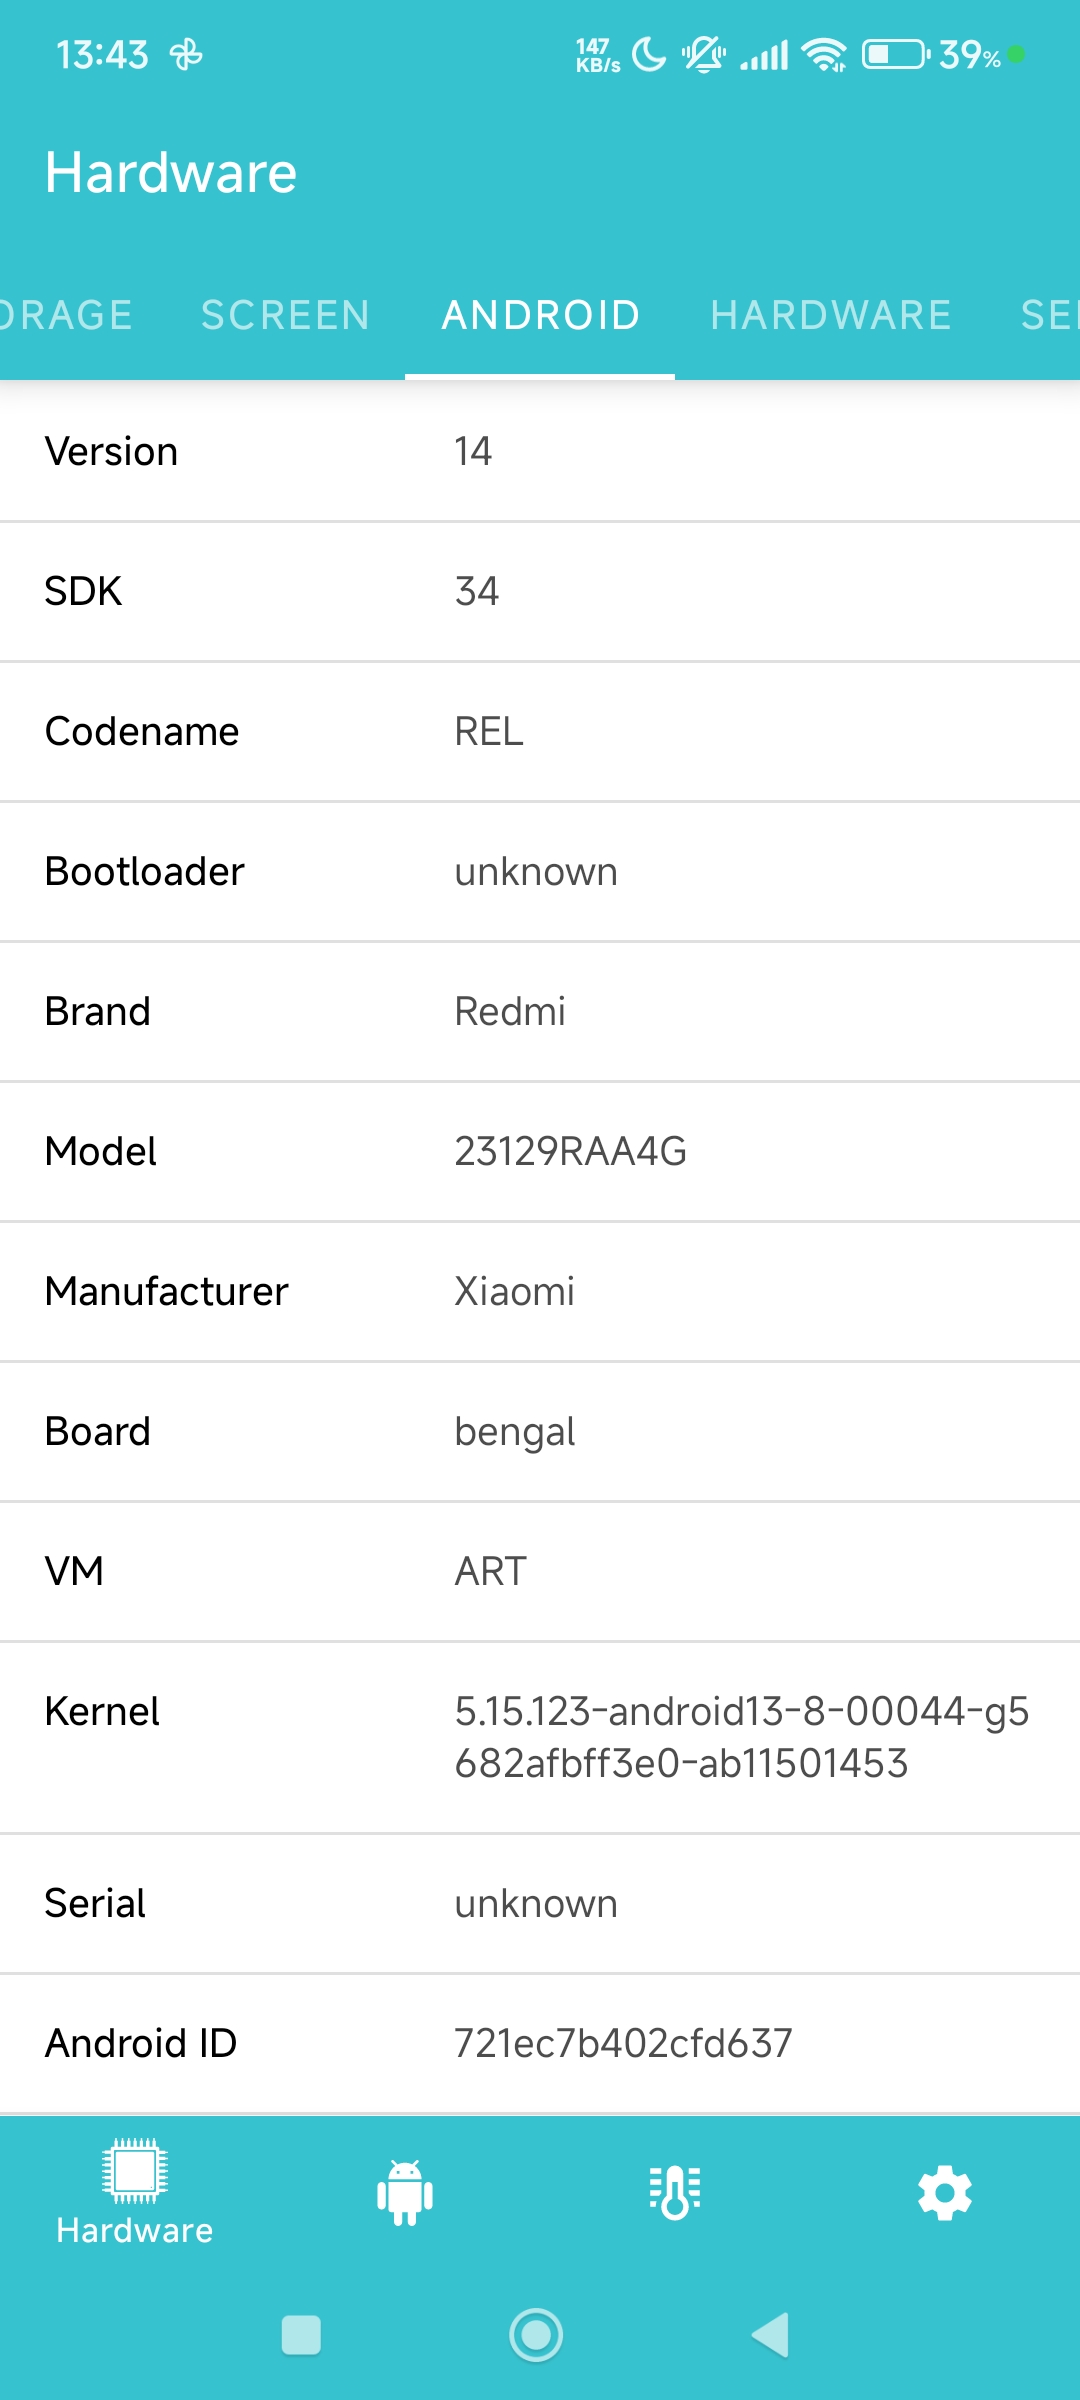 13:43
147
KB/s
39%
Hardware
ORAGE SCREEN ANDROID HARDWARE SE
Version 14
SDK 34
Codename REL
Bootloader unknown
Brand Redmi
Model 23129RAA4G
Manufacturer Xiaomi
Board bengal
VM ART
Kernel 5.15.123-android13-8-00044-g5
682afbff3e0-ab11501453
Serial unknown
Android ID 721ec7b402cfd637
Hardware